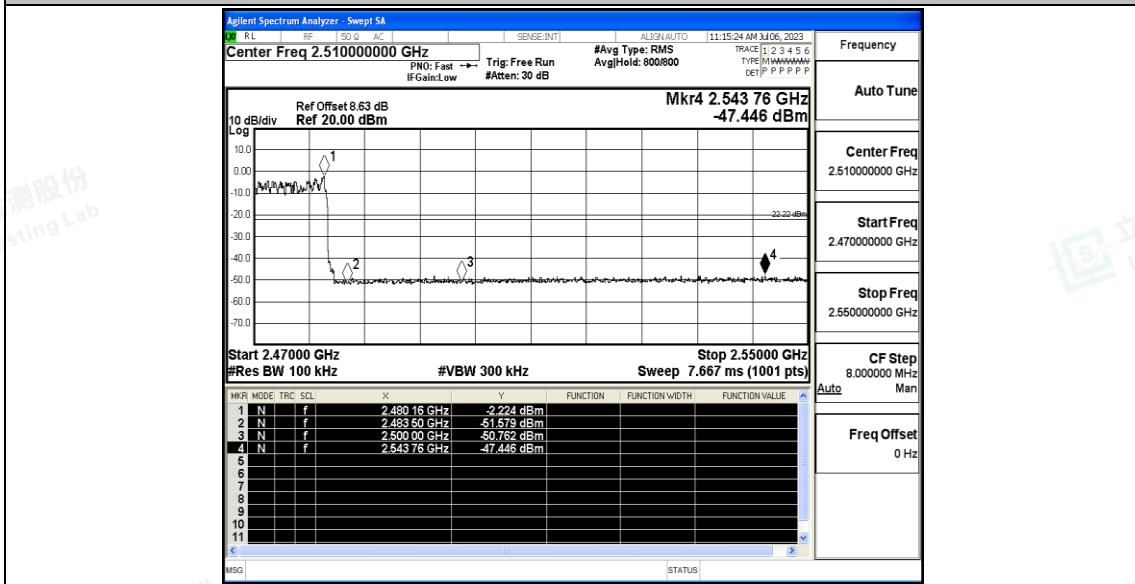 Agilent Spectrum Analyzer - Swept SA
RL RF 50 Ω AC SENSE:INT ALIGN AUTO 11:15:24 AM Jul 06, 2023
Center Freq 2.510000000 GHz
PNO: Fast
IFGain:Low
Trig: Free Run
#Atten: 30 dB
#Avg Type: RMS
Avg|Hold: 800/800
TRACE 1 2 3 4 5 6
TYPE M WWWWW
DET P P P P P P
Ref Offset 8.63 dB
10 dB/div Ref 20.00 dBm
Log
Mkr4 2.543 76 GHz
-47.446 dBm
10.0
0.00
-10.0
-20.0
-30.0
-40.0
-50.0
-60.0
-70.0
1
2
3
4
22.22 dBm
Start 2.47000 GHz Stop 2.55000 GHz
#Res BW 100 kHz #VBW 300 kHz Sweep 7.667 ms (1001 pts)
MKR MODE TRC SCL X Y FUNCTION FUNCTION WIDTH FUNCTION VALUE
1 N f 2.480 16 GHz -2.224 dBm
2 N f 2.483 50 GHz -51.579 dBm
3 N f 2.500 00 GHz -50.762 dBm
4 N f 2.543 76 GHz -47.446 dBm
5
6
7
8
9
10
11
MSG STATUS
Frequency
Auto Tune
Center Freq
2.510000000 GHz
Start Freq
2.470000000 GHz
Stop Freq
2.550000000 GHz
CF Step
8.000000 MHz
Auto Man
Freq Offset
0 Hz
测股份
sting Lab
立